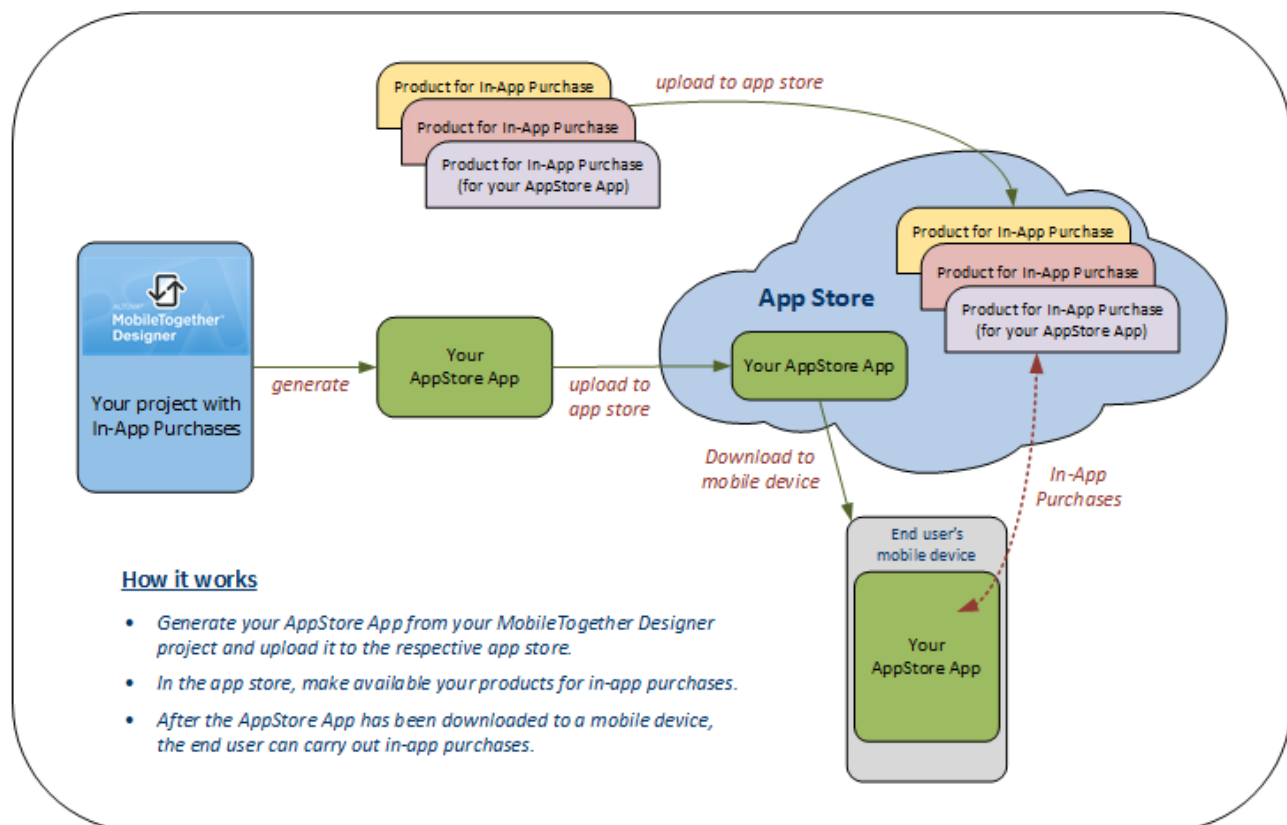 Product for In-App Purchase
Product for In-App Purchase
Product for In-App Purchase
(for your AppStore App)
upload to app store
Product for In-App Purchase
Product for In-App Purchase
Product for In-App Purchase
(for your AppStore App)
App Store
ALTOVA®
MobileTogether®
Designer
Your project with
In-App Purchases
generate
Your
AppStore App
upload to
app store
Your AppStore App
Download to
mobile device
In-App
Purchases
End user's
mobile device
Your
AppStore App
How it works
• Generate your AppStore App from your MobileTogether Designer
project and upload it to the respective app store.
• In the app store, make available your products for in-app purchases.
• After the AppStore App has been downloaded to a mobile device,
the end user can carry out in-app purchases.